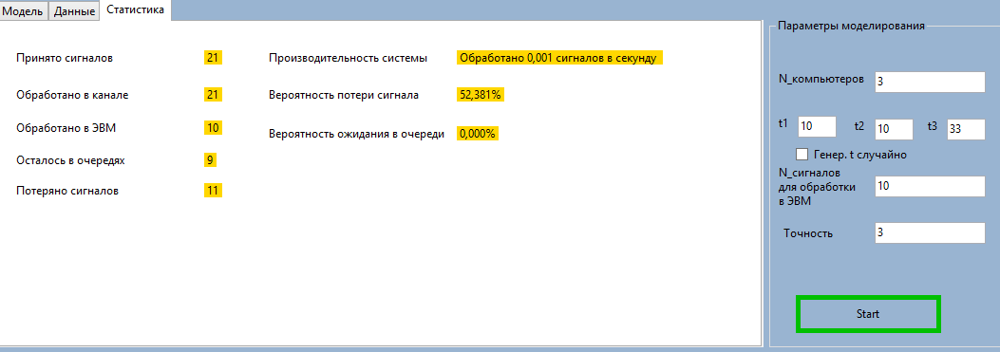 Модель Данные Статистика
Принято сигналов 21 Производительность системы Обработано 0,001 сигналов в секунду
Обработано в канале 21 Вероятность потери сигнала 52,381%
Обработано в ЭВМ 10 Вероятность ожидания в очереди 0,000%
Осталось в очередях 9
Потеряно сигналов 11
Параметры моделирования
N_компьютеров 3
t1 10 t2 10 t3 33
Генер. t случайно
N_сигналов
для обработки 10
в ЭВМ
Точность 3
Start